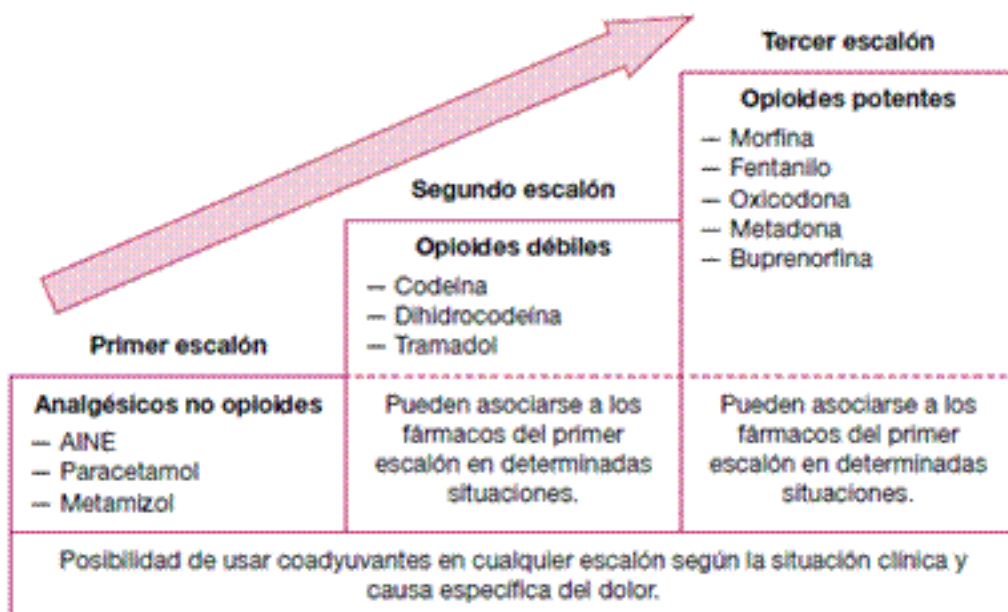 Tercer escalón
Opioides potentes
— Morfina
— Fentanilo
— Oxicodona
— Metadona
— Buprenorfina
Segundo escalón
Opioides débiles
— Codeína
— Dihidrocodeína
— Tramadol
Primer escalón
Analgésicos no opioides
— AINE
— Paracetamol
— Metamizol
Pueden asociarse a los
fármacos del primer
escalón en determinadas
situaciones.
Pueden asociarse a los
fármacos del primer
escalón en determinadas
situaciones.
Posibilidad de usar coadyuvantes en cualquier escalón según la situación clínica y
causa específica del dolor.